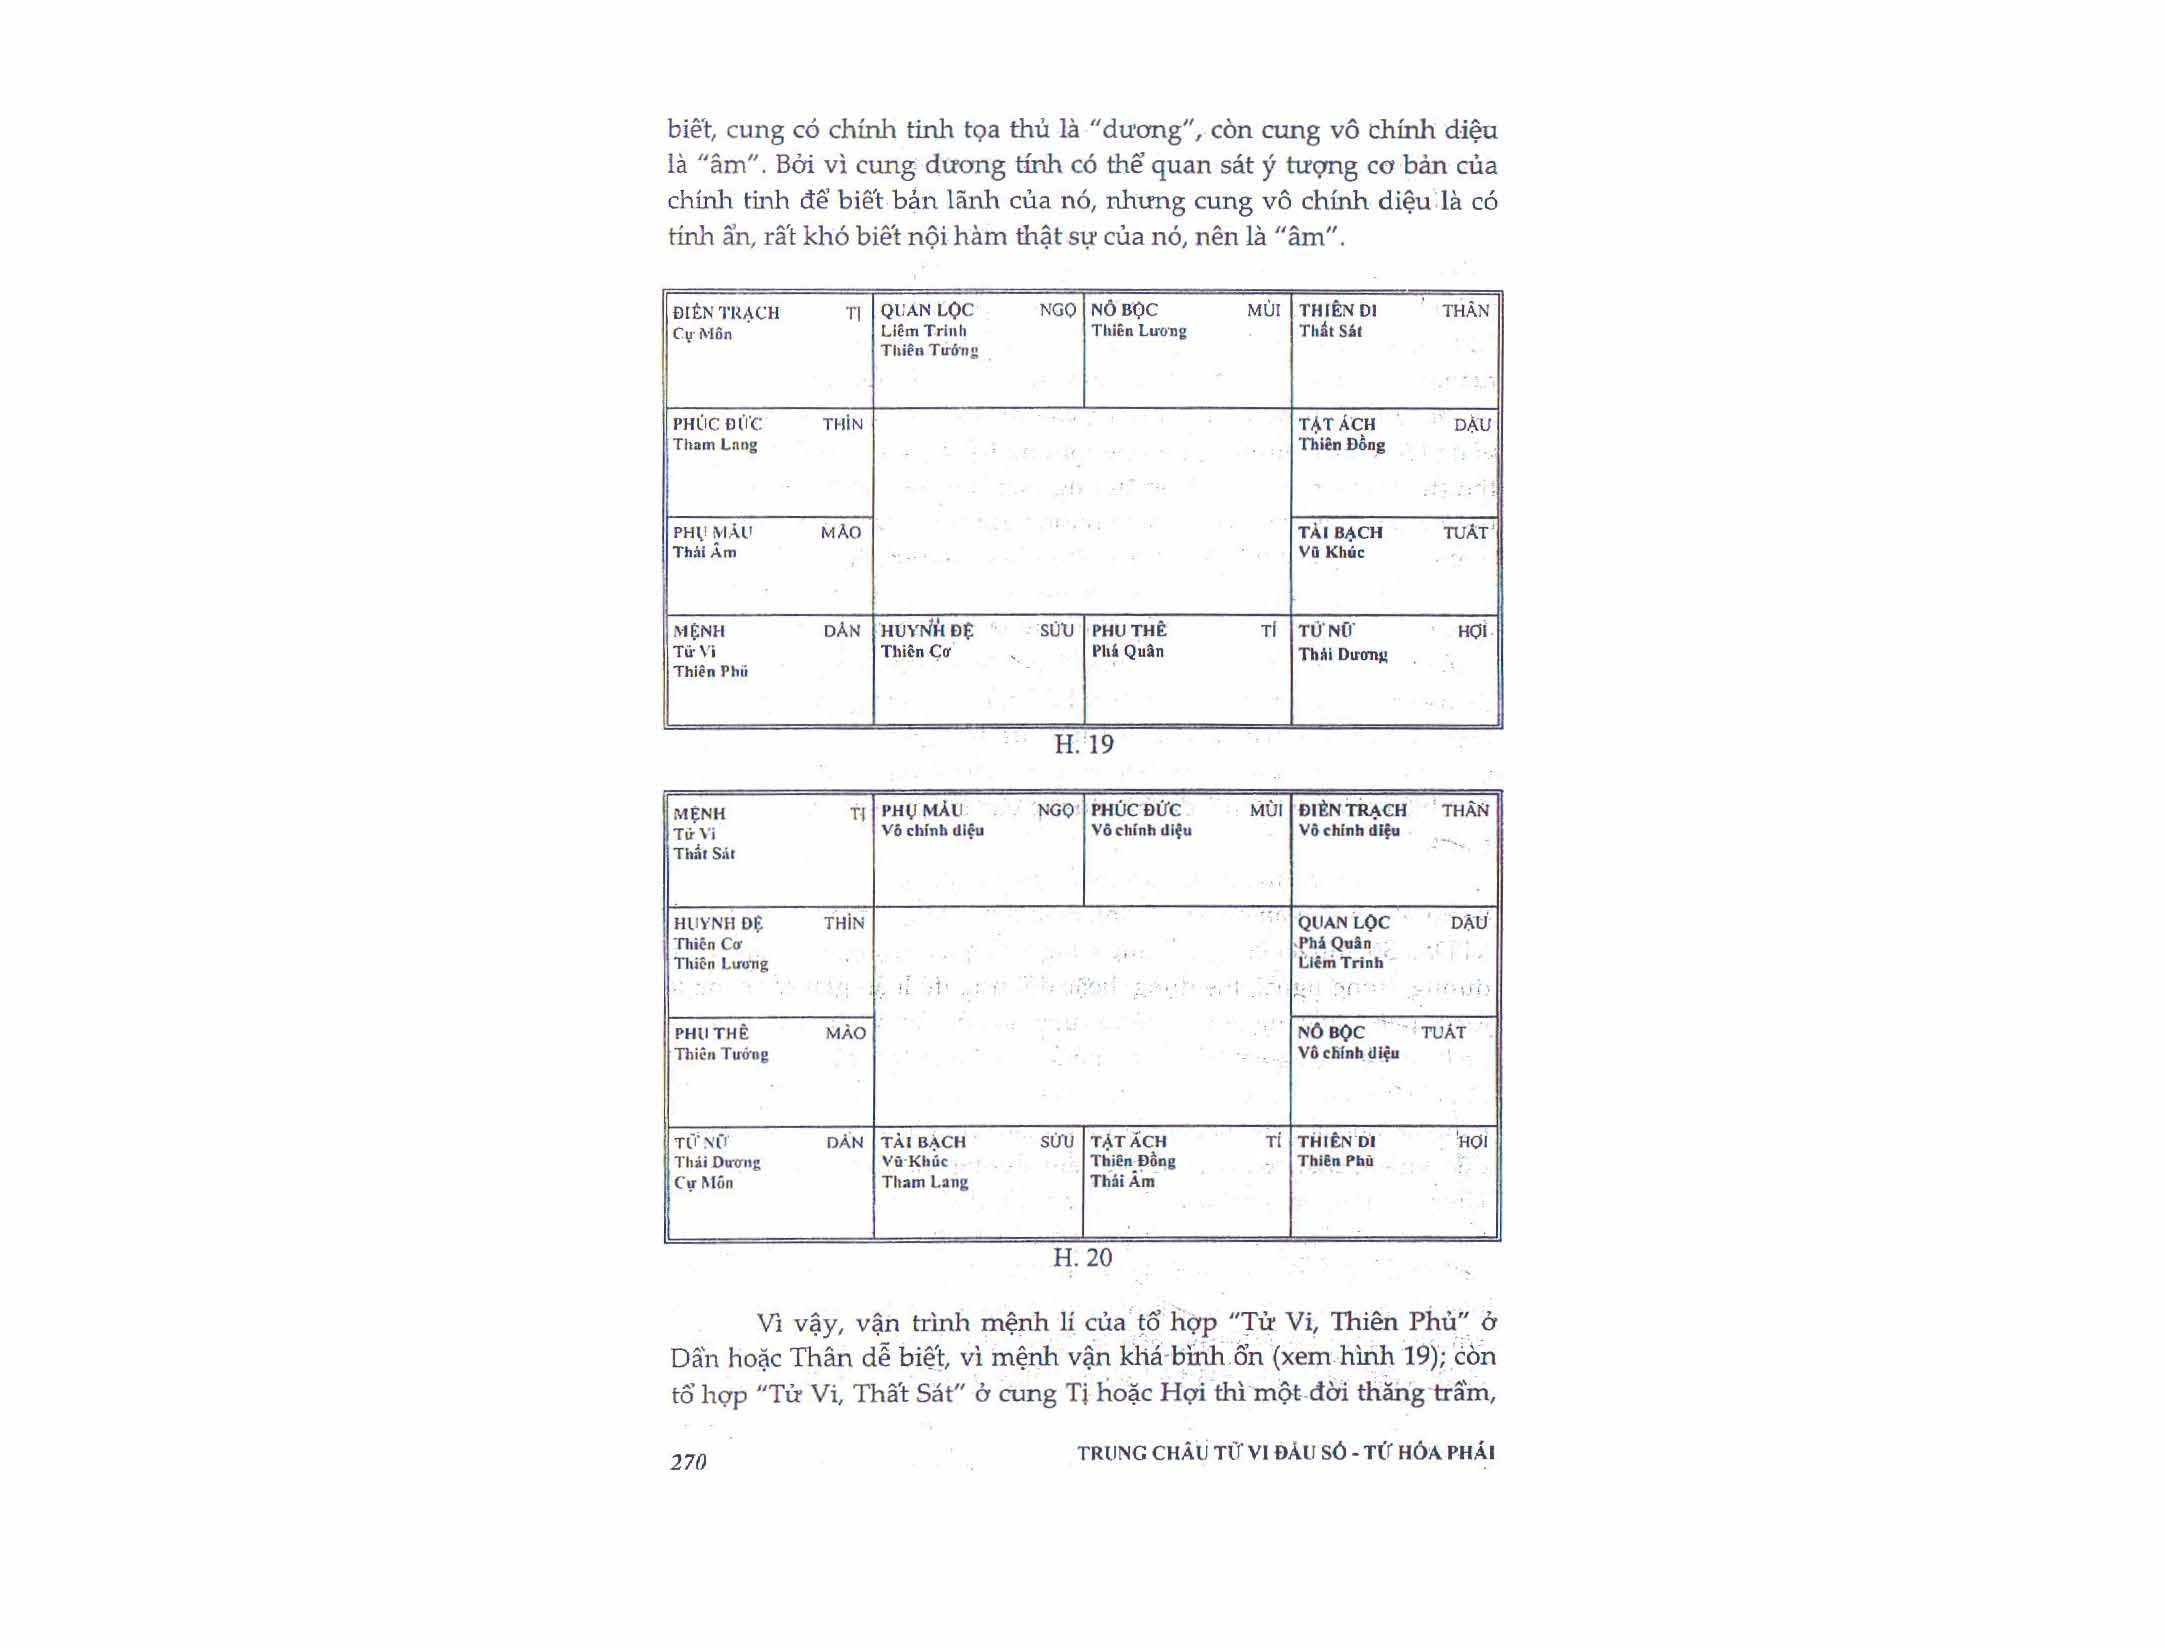 biết, cung có chính tinh tọa thủ là "dương", còn cung vô chính diệu
là "âm". Bởi vì cung dương tính có thể quan sát ý tượng cơ bản của
chính tinh để biết bản lãnh của nó, nhưng cung vô chính diệu là có
tính ẩn, rất khó biết nội hàm thật sự của nó, nên là "âm".
ĐIỀN TRẠCH TỊ QUAN LỘC NGỌ NÔ BỘC MÙI THIÊN DI THÂN
Cự Môn Liêm Trinh Thiên Lương Thất Sát
Thiên Tướng
PHÚC ĐỨC THÌN TẬT ÁCH DẬU
Tham Lang Thiên Đồng
PHỤ MẪU MÃO TÀI BẠCH TUẤT
Thái Âm Vũ Khúc
MỆNH DẦN HUYNH ĐỆ SỬU PHU THÊ TÍ TỬ NỮ HỢI
Tử Vi Thiên Cơ Phá Quân Thái Dương
Thiên Phủ
H. 19
MỆNH TỊ PHỤ MẪU NGỌ PHÚC ĐỨC MÙI ĐIỀN TRẠCH THÂN
Tử Vi Vô chính diệu Vô chính diệu Vô chính diệu
Thất Sát
HUYNH ĐỆ THÌN QUAN LỘC DẬU
Thiên Cơ Phá Quân
Thiên Lương Liêm Trinh
PHU THÊ MÃO NÔ BỘC TUẤT
Thiên Tướng Vô chính diệu
TỬ NỮ DẦN TÀI BẠCH SỬU TẬT ÁCH TÍ THIÊN DI HỢI
Thái Dương Vũ Khúc Thiên Đồng Thiên Phủ
Cự Môn Tham Lang Thái Âm
H. 20
Vì vậy, vận trình mệnh lí của tổ hợp "Tử Vi, Thiên Phủ" ở
Dần hoặc Thân dễ biết, vì mệnh vận khá bình ổn (xem hình 19); còn
tổ hợp "Tử Vi, Thất Sát" ở cung Tị hoặc Hợi thì một đời thăng trầm,
270 TRUNG CHÂU TỬ VI ĐẨU SỐ - TỨ HÓA PHÁI